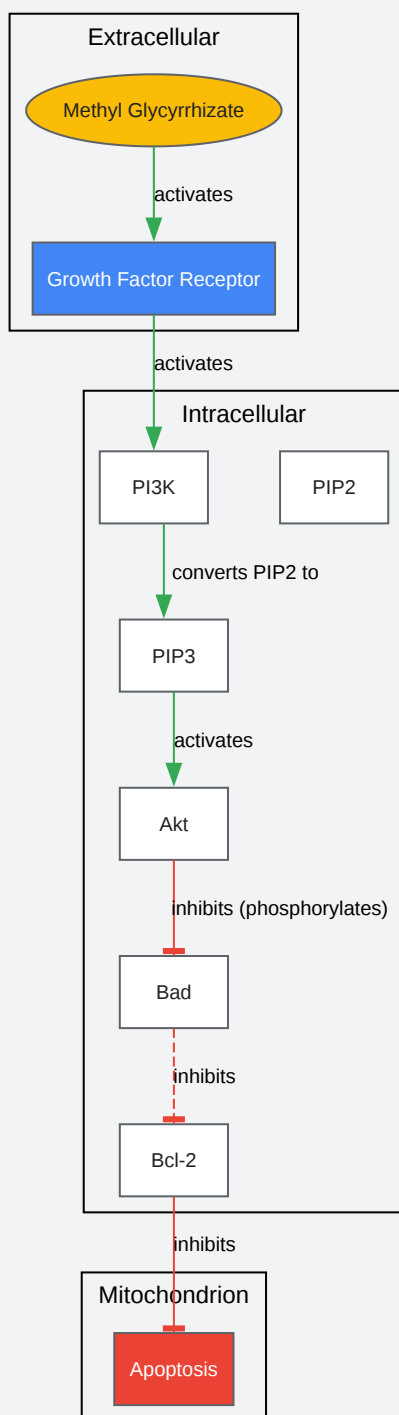 Extracellular
Methyl Glycyrrhizate
activates
Growth Factor Receptor
activates
Intracellular
PI3K
PIP2
converts PIP2 to
PIP3
activates
Akt
inhibits (phosphorylates)
Bad
inhibits
Bcl-2
inhibits
Mitochondrion
Apoptosis